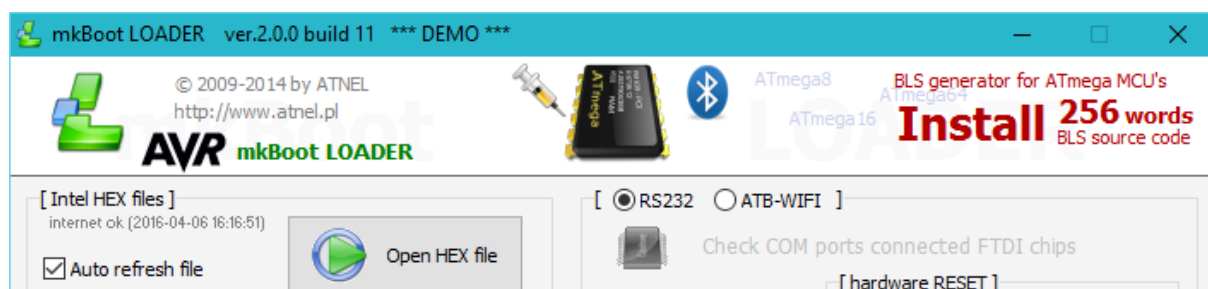 mkBoot LOADER ver.2.0.0 build 11 *** DEMO ***
© 2009-2014 by ATNEL
http://www.atnel.pl
AVR mkBoot LOADER
mkBoot
ATmega
ATmega8
ATmega64
ATmega16
LOADER
BLS generator for ATmega MCU's
Install 256 words
BLS source code
[ Intel HEX files ]
internet ok (2016-04-06 16:16:51)
Auto refresh file
Open HEX file
[ RS232 ATB-WIFI ]
Check COM ports connected FTDI chips
[ hardware RESET ]